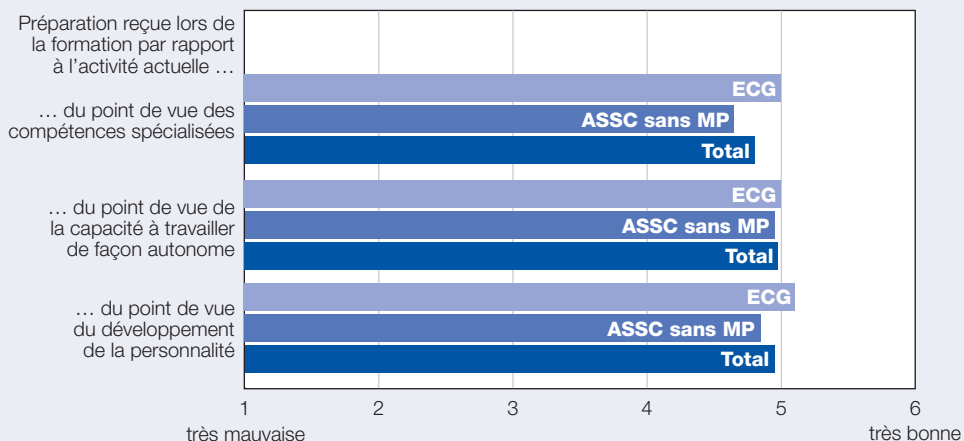 Préparation reçue lors de
la formation par rapport
à l’activité actuelle …
ECG
… du point de vue des
compétences spécialisées
ASSC sans MP
Total
ECG
… du point de vue de
la capacité à travailler
de façon autonome
ASSC sans MP
Total
ECG
… du point de vue
du développement
de la personnalité
ASSC sans MP
Total
1 2 3 4 5 6
très mauvaise très bonne